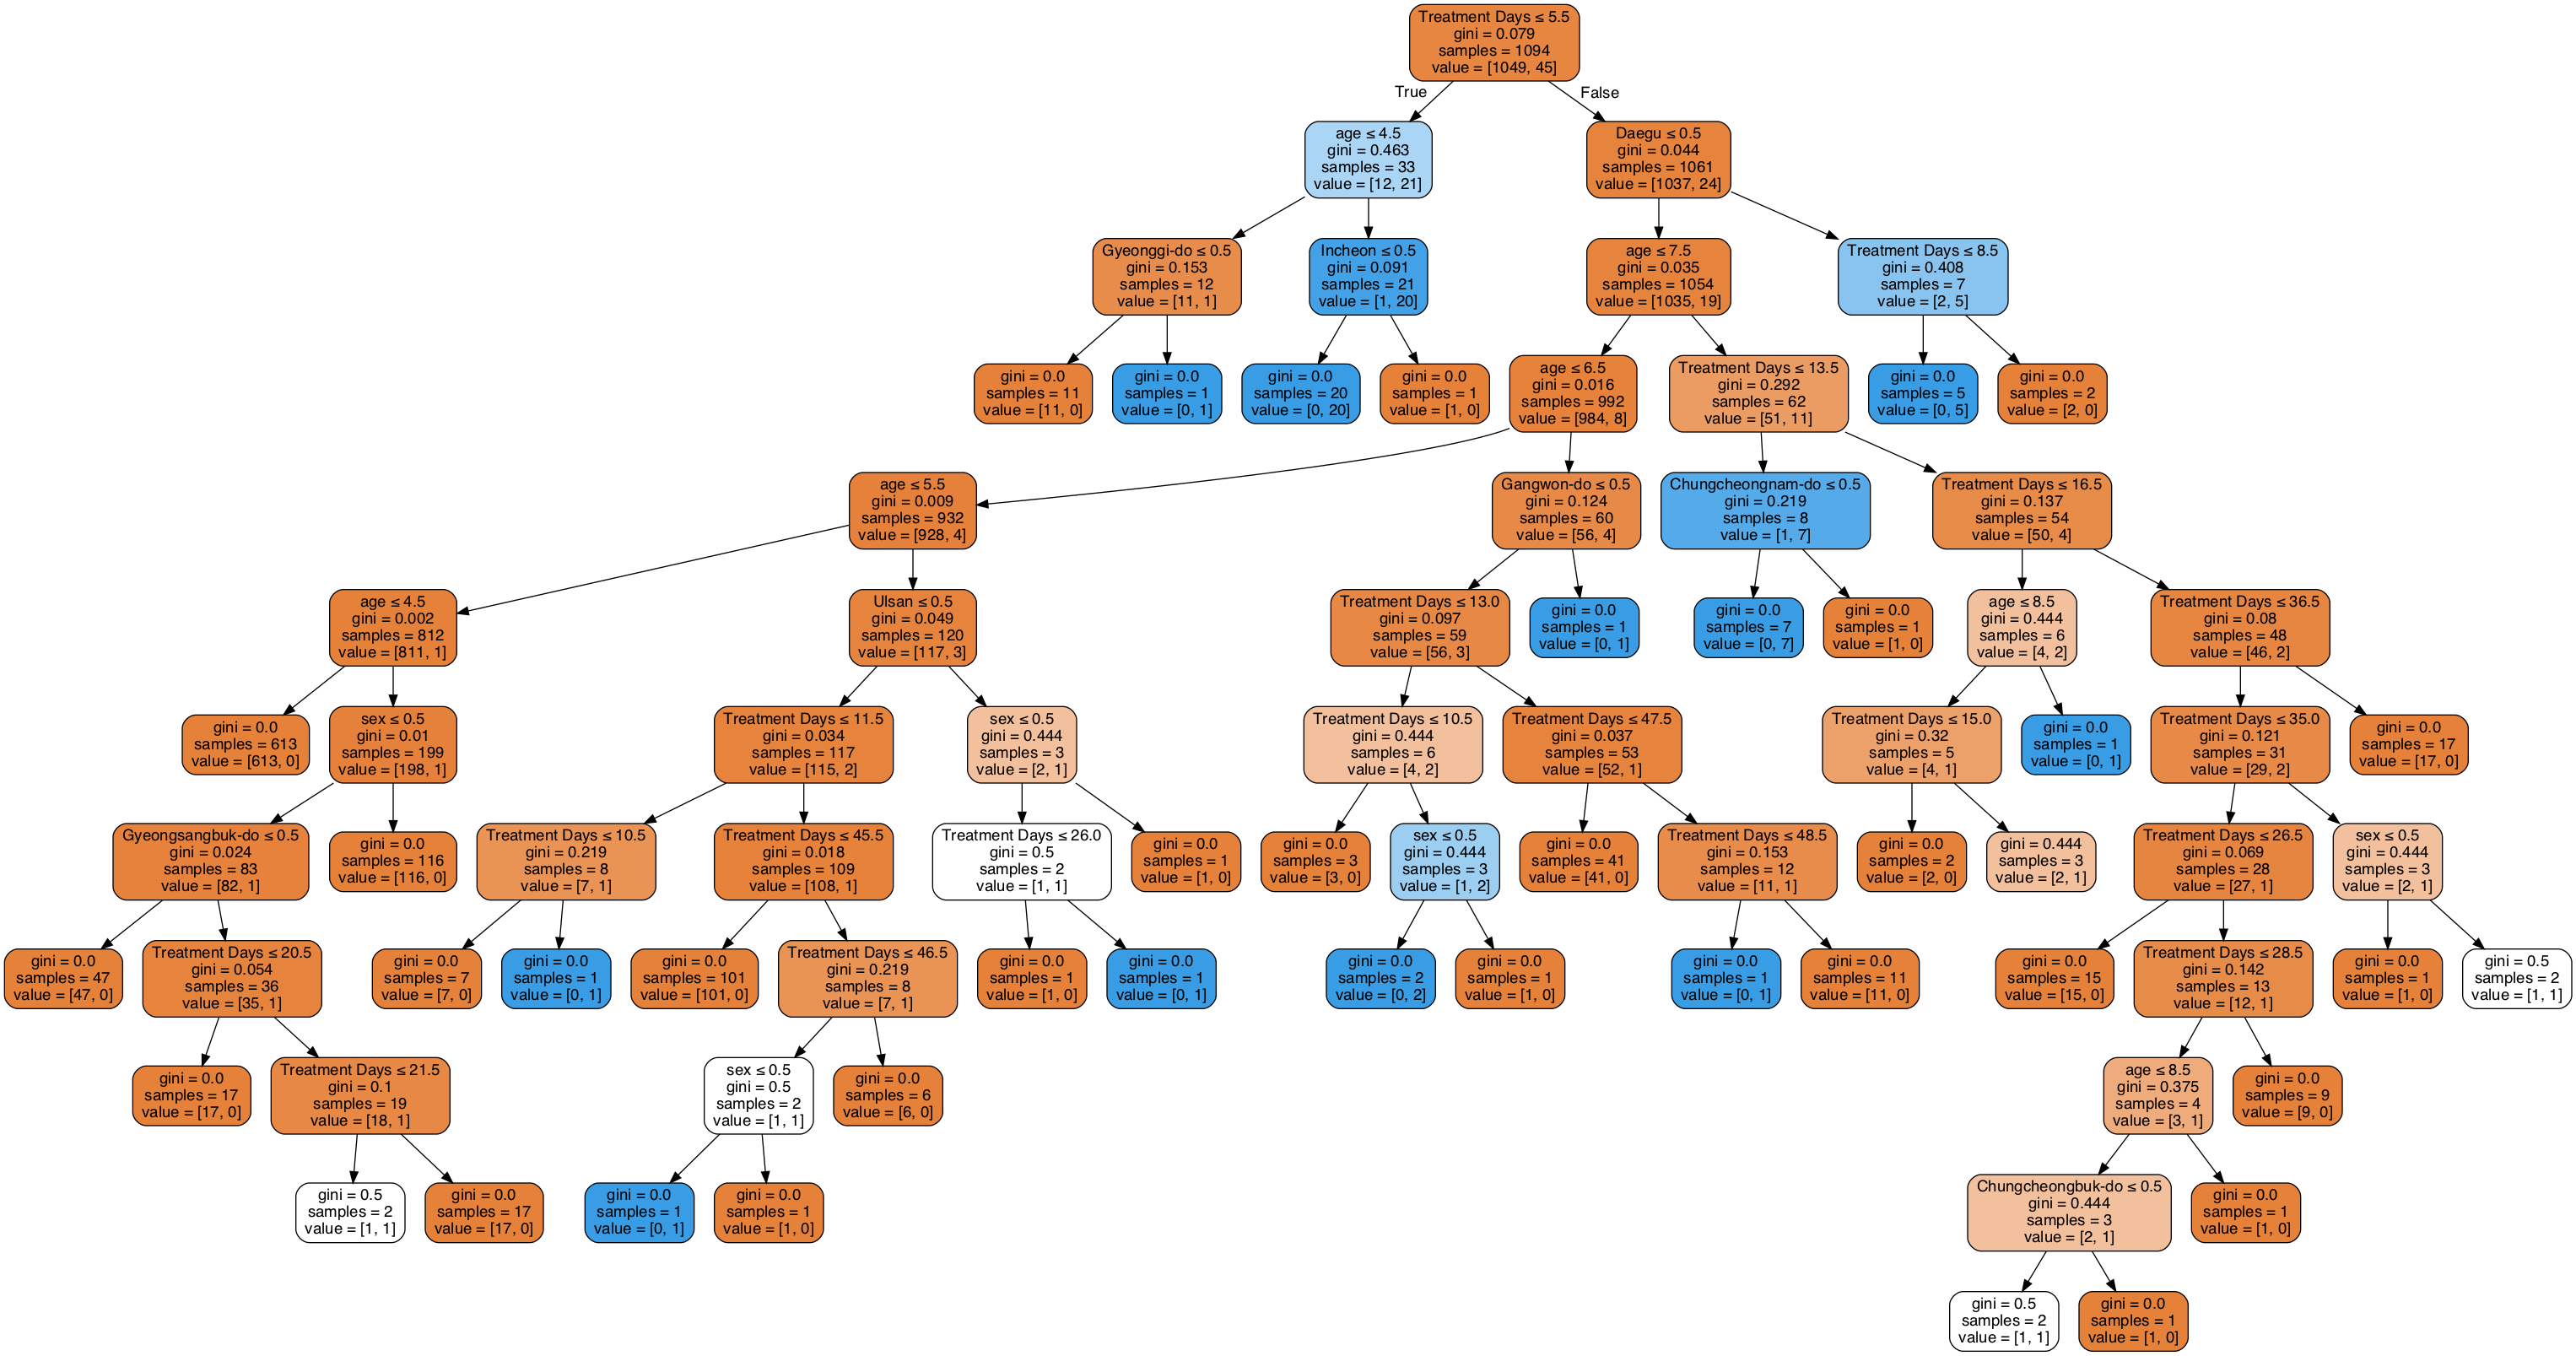 Treatment Days ≤ 5.5
gini = 0.079
samples = 1094
value = [1049, 45]
True
False
age ≤ 4.5
gini = 0.463
samples = 33
value = [12, 21]
Daegu ≤ 0.5
gini = 0.044
samples = 1061
value = [1037, 24]
Gyeonggi-do ≤ 0.5
gini = 0.153
samples = 12
value = [11, 1]
Incheon ≤ 0.5
gini = 0.091
samples = 21
value = [1, 20]
age ≤ 7.5
gini = 0.035
samples = 1054
value = [1035, 19]
Treatment Days ≤ 8.5
gini = 0.408
samples = 7
value = [2, 5]
gini = 0.0
samples = 11
value = [11, 0]
gini = 0.0
samples = 1
value = [0, 1]
gini = 0.0
samples = 20
value = [0, 20]
gini = 0.0
samples = 1
value = [1, 0]
age ≤ 6.5
gini = 0.016
samples = 992
value = [984, 8]
Treatment Days ≤ 13.5
gini = 0.292
samples = 62
value = [51, 11]
gini = 0.0
samples = 5
value = [0, 5]
gini = 0.0
samples = 2
value = [2, 0]
age ≤ 5.5
gini = 0.009
samples = 932
value = [928, 4]
Gangwon-do ≤ 0.5
gini = 0.124
samples = 60
value = [56, 4]
Chungcheongnam-do ≤ 0.5
gini = 0.219
samples = 8
value = [1, 7]
Treatment Days ≤ 16.5
gini = 0.137
samples = 54
value = [50, 4]
age ≤ 4.5
gini = 0.002
samples = 812
value = [811, 1]
Ulsan ≤ 0.5
gini = 0.049
samples = 120
value = [117, 3]
Treatment Days ≤ 13.0
gini = 0.097
samples = 59
value = [56, 3]
gini = 0.0
samples = 1
value = [0, 1]
gini = 0.0
samples = 7
value = [0, 7]
gini = 0.0
samples = 1
value = [1, 0]
age ≤ 8.5
gini = 0.444
samples = 6
value = [4, 2]
Treatment Days ≤ 36.5
gini = 0.08
samples = 48
value = [46, 2]
gini = 0.0
samples = 613
value = [613, 0]
sex ≤ 0.5
gini = 0.01
samples = 199
value = [198, 1]
Treatment Days ≤ 11.5
gini = 0.034
samples = 117
value = [115, 2]
sex ≤ 0.5
gini = 0.444
samples = 3
value = [2, 1]
Treatment Days ≤ 10.5
gini = 0.444
samples = 6
value = [4, 2]
Treatment Days ≤ 47.5
gini = 0.037
samples = 53
value = [52, 1]
Treatment Days ≤ 15.0
gini = 0.32
samples = 5
value = [4, 1]
gini = 0.0
samples = 1
value = [0, 1]
Treatment Days ≤ 35.0
gini = 0.121
samples = 31
value = [29, 2]
gini = 0.0
samples = 17
value = [17, 0]
Gyeongsangbuk-do ≤ 0.5
gini = 0.024
samples = 83
value = [82, 1]
gini = 0.0
samples = 116
value = [116, 0]
Treatment Days ≤ 10.5
gini = 0.219
samples = 8
value = [7, 1]
Treatment Days ≤ 45.5
gini = 0.018
samples = 109
value = [108, 1]
Treatment Days ≤ 26.0
gini = 0.5
samples = 2
value = [1, 1]
gini = 0.0
samples = 1
value = [1, 0]
gini = 0.0
samples = 3
value = [3, 0]
sex ≤ 0.5
gini = 0.444
samples = 3
value = [1, 2]
gini = 0.0
samples = 41
value = [41, 0]
Treatment Days ≤ 48.5
gini = 0.153
samples = 12
value = [11, 1]
gini = 0.0
samples = 2
value = [2, 0]
gini = 0.444
samples = 3
value = [2, 1]
Treatment Days ≤ 26.5
gini = 0.069
samples = 28
value = [27, 1]
sex ≤ 0.5
gini = 0.444
samples = 3
value = [2, 1]
gini = 0.0
samples = 47
value = [47, 0]
Treatment Days ≤ 20.5
gini = 0.054
samples = 36
value = [35, 1]
gini = 0.0
samples = 7
value = [7, 0]
gini = 0.0
samples = 1
value = [0, 1]
gini = 0.0
samples = 101
value = [101, 0]
Treatment Days ≤ 46.5
gini = 0.219
samples = 8
value = [7, 1]
gini = 0.0
samples = 1
value = [1, 0]
gini = 0.0
samples = 1
value = [0, 1]
gini = 0.0
samples = 2
value = [0, 2]
gini = 0.0
samples = 1
value = [1, 0]
gini = 0.0
samples = 1
value = [0, 1]
gini = 0.0
samples = 11
value = [11, 0]
gini = 0.0
samples = 15
value = [15, 0]
Treatment Days ≤ 28.5
gini = 0.142
samples = 13
value = [12, 1]
gini = 0.0
samples = 1
value = [1, 0]
gini = 0.5
samples = 2
value = [1, 1]
gini = 0.0
samples = 17
value = [17, 0]
Treatment Days ≤ 21.5
gini = 0.1
samples = 19
value = [18, 1]
sex ≤ 0.5
gini = 0.5
samples = 2
value = [1, 1]
gini = 0.0
samples = 6
value = [6, 0]
age ≤ 8.5
gini = 0.375
samples = 4
value = [3, 1]
gini = 0.0
samples = 9
value = [9, 0]
gini = 0.5
samples = 2
value = [1, 1]
gini = 0.0
samples = 17
value = [17, 0]
gini = 0.0
samples = 1
value = [0, 1]
gini = 0.0
samples = 1
value = [1, 0]
Chungcheongbuk-do ≤ 0.5
gini = 0.444
samples = 3
value = [2, 1]
gini = 0.0
samples = 1
value = [1, 0]
gini = 0.5
samples = 2
value = [1, 1]
gini = 0.0
samples = 1
value = [1, 0]